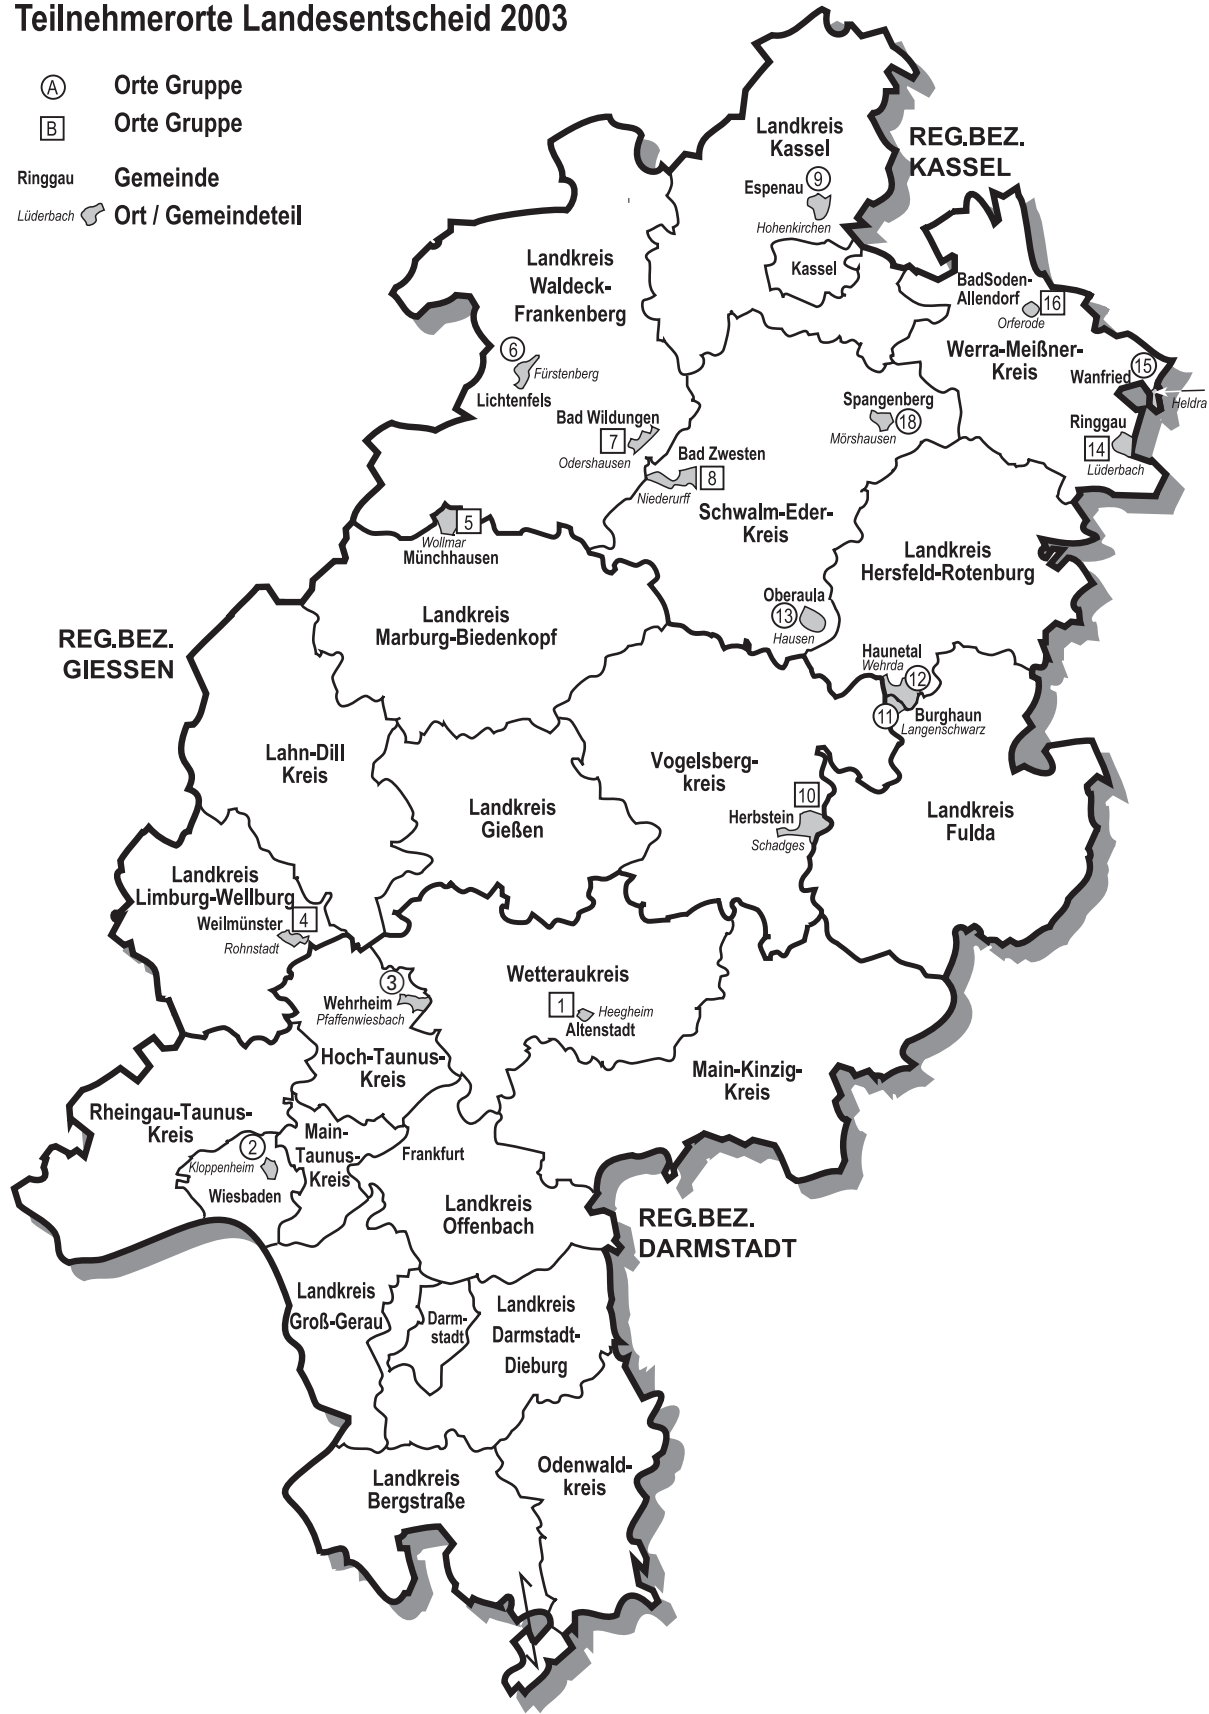 Teilnehmerorte Landesentscheid 2003
A Orte Gruppe
B Orte Gruppe
Ringgau Gemeinde
Lüderbach Ort / Gemeindeteil
Landkreis
Kassel
REG.BEZ.
KASSEL
9
Espenau
Hohenkirchen
Kassel
Landkreis
Waldeck-
Frankenberg
BadSoden-
Allendorf
16
Orferode
Werra-Meißner-
Kreis
15
Wanfried
Heldra
6
Fürstenberg
Lichtenfels
Bad Wildungen
7
Odershausen
Spangenberg
18
Mörshausen
Ringgau
14
Lüderbach
Bad Zwesten
8
Niederurff
Schwalm-Eder-
Kreis
5
Wollmar
Münchhausen
Landkreis
Hersfeld-Rotenburg
Oberaula
13
Hausen
Landkreis
Marburg-Biedenkopf
REG.BEZ.
GIESSEN
Haunetal
Wehrda
12
11
Burghaun
Langenschwarz
Lahn-Dill
Kreis
Vogelsberg-
kreis
10
Herbstein
Schadges
Landkreis
Gießen
Landkreis
Fulda
Landkreis
Limburg-Wellburg
4
Weilmünster
Rohnstadt
3
Wehrheim
Pfaffenwiesbach
Wetteraukreis
1
Heegheim
Altenstadt
Hoch-Taunus-
Kreis
Main-Kinzig-
Kreis
Rheingau-Taunus-
Kreis
Main-
Taunus-
Kreis
2
Kloppenheim
Wiesbaden
Frankfurt
Landkreis
Offenbach
REG.BEZ.
DARMSTADT
Landkreis
Groß-Gerau
Darm-
stadt
Landkreis
Darmstadt-
Dieburg
Odenwald-
kreis
Landkreis
Bergstraße